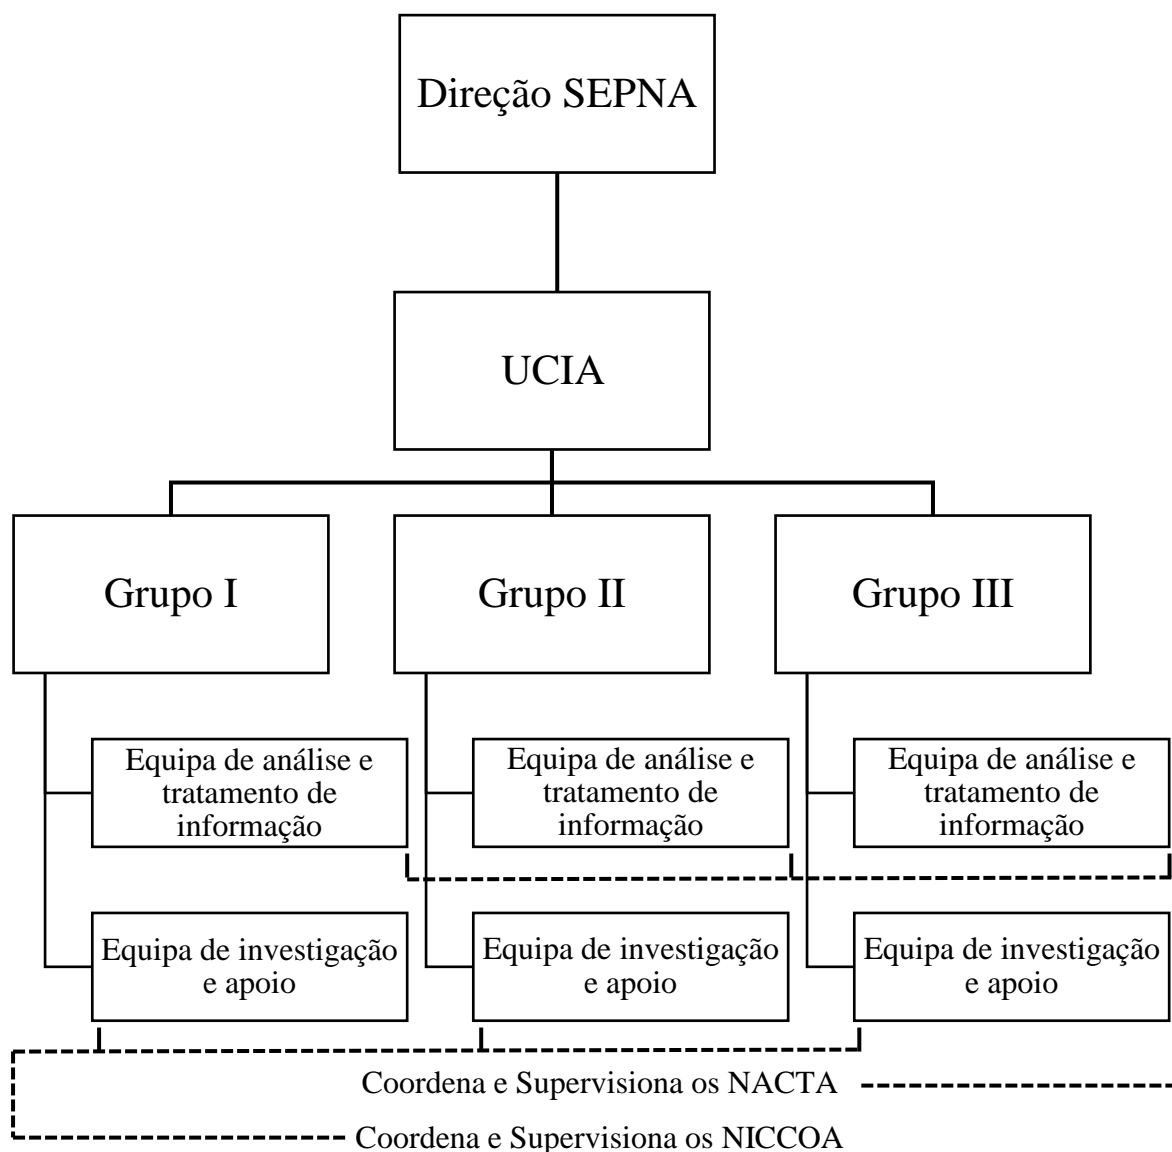 Direção SEPNA
UCIA
Grupo I
Grupo II
Grupo III
Equipa de análise e
tratamento de
informação
Equipa de análise e
tratamento de
informação
Equipa de análise e
tratamento de
informação
Equipa de investigação
e apoio
Equipa de investigação
e apoio
Equipa de investigação
e apoio
Coordena e Supervisiona os NACTA
Coordena e Supervisiona os NICCOA